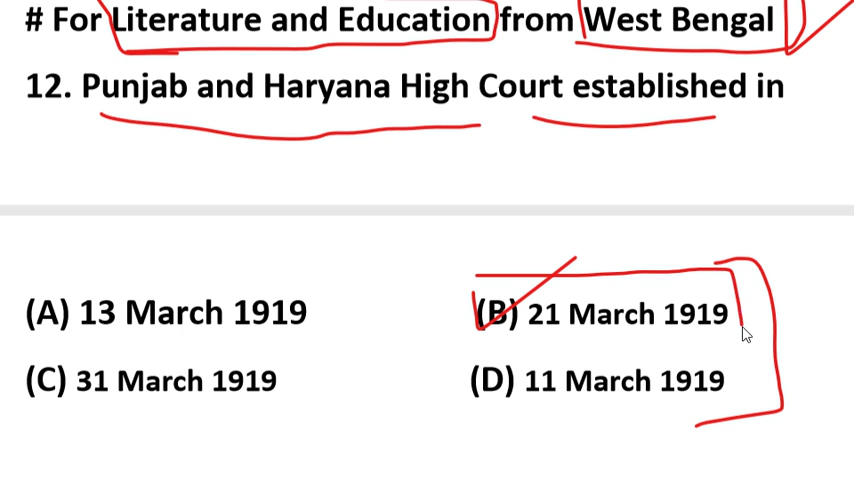 # For Literature and Education from West Bengal
12. Punjab and Haryana High Court established in
(A) 13 March 1919
(B) 21 March 1919
(C) 31 March 1919
(D) 11 March 1919